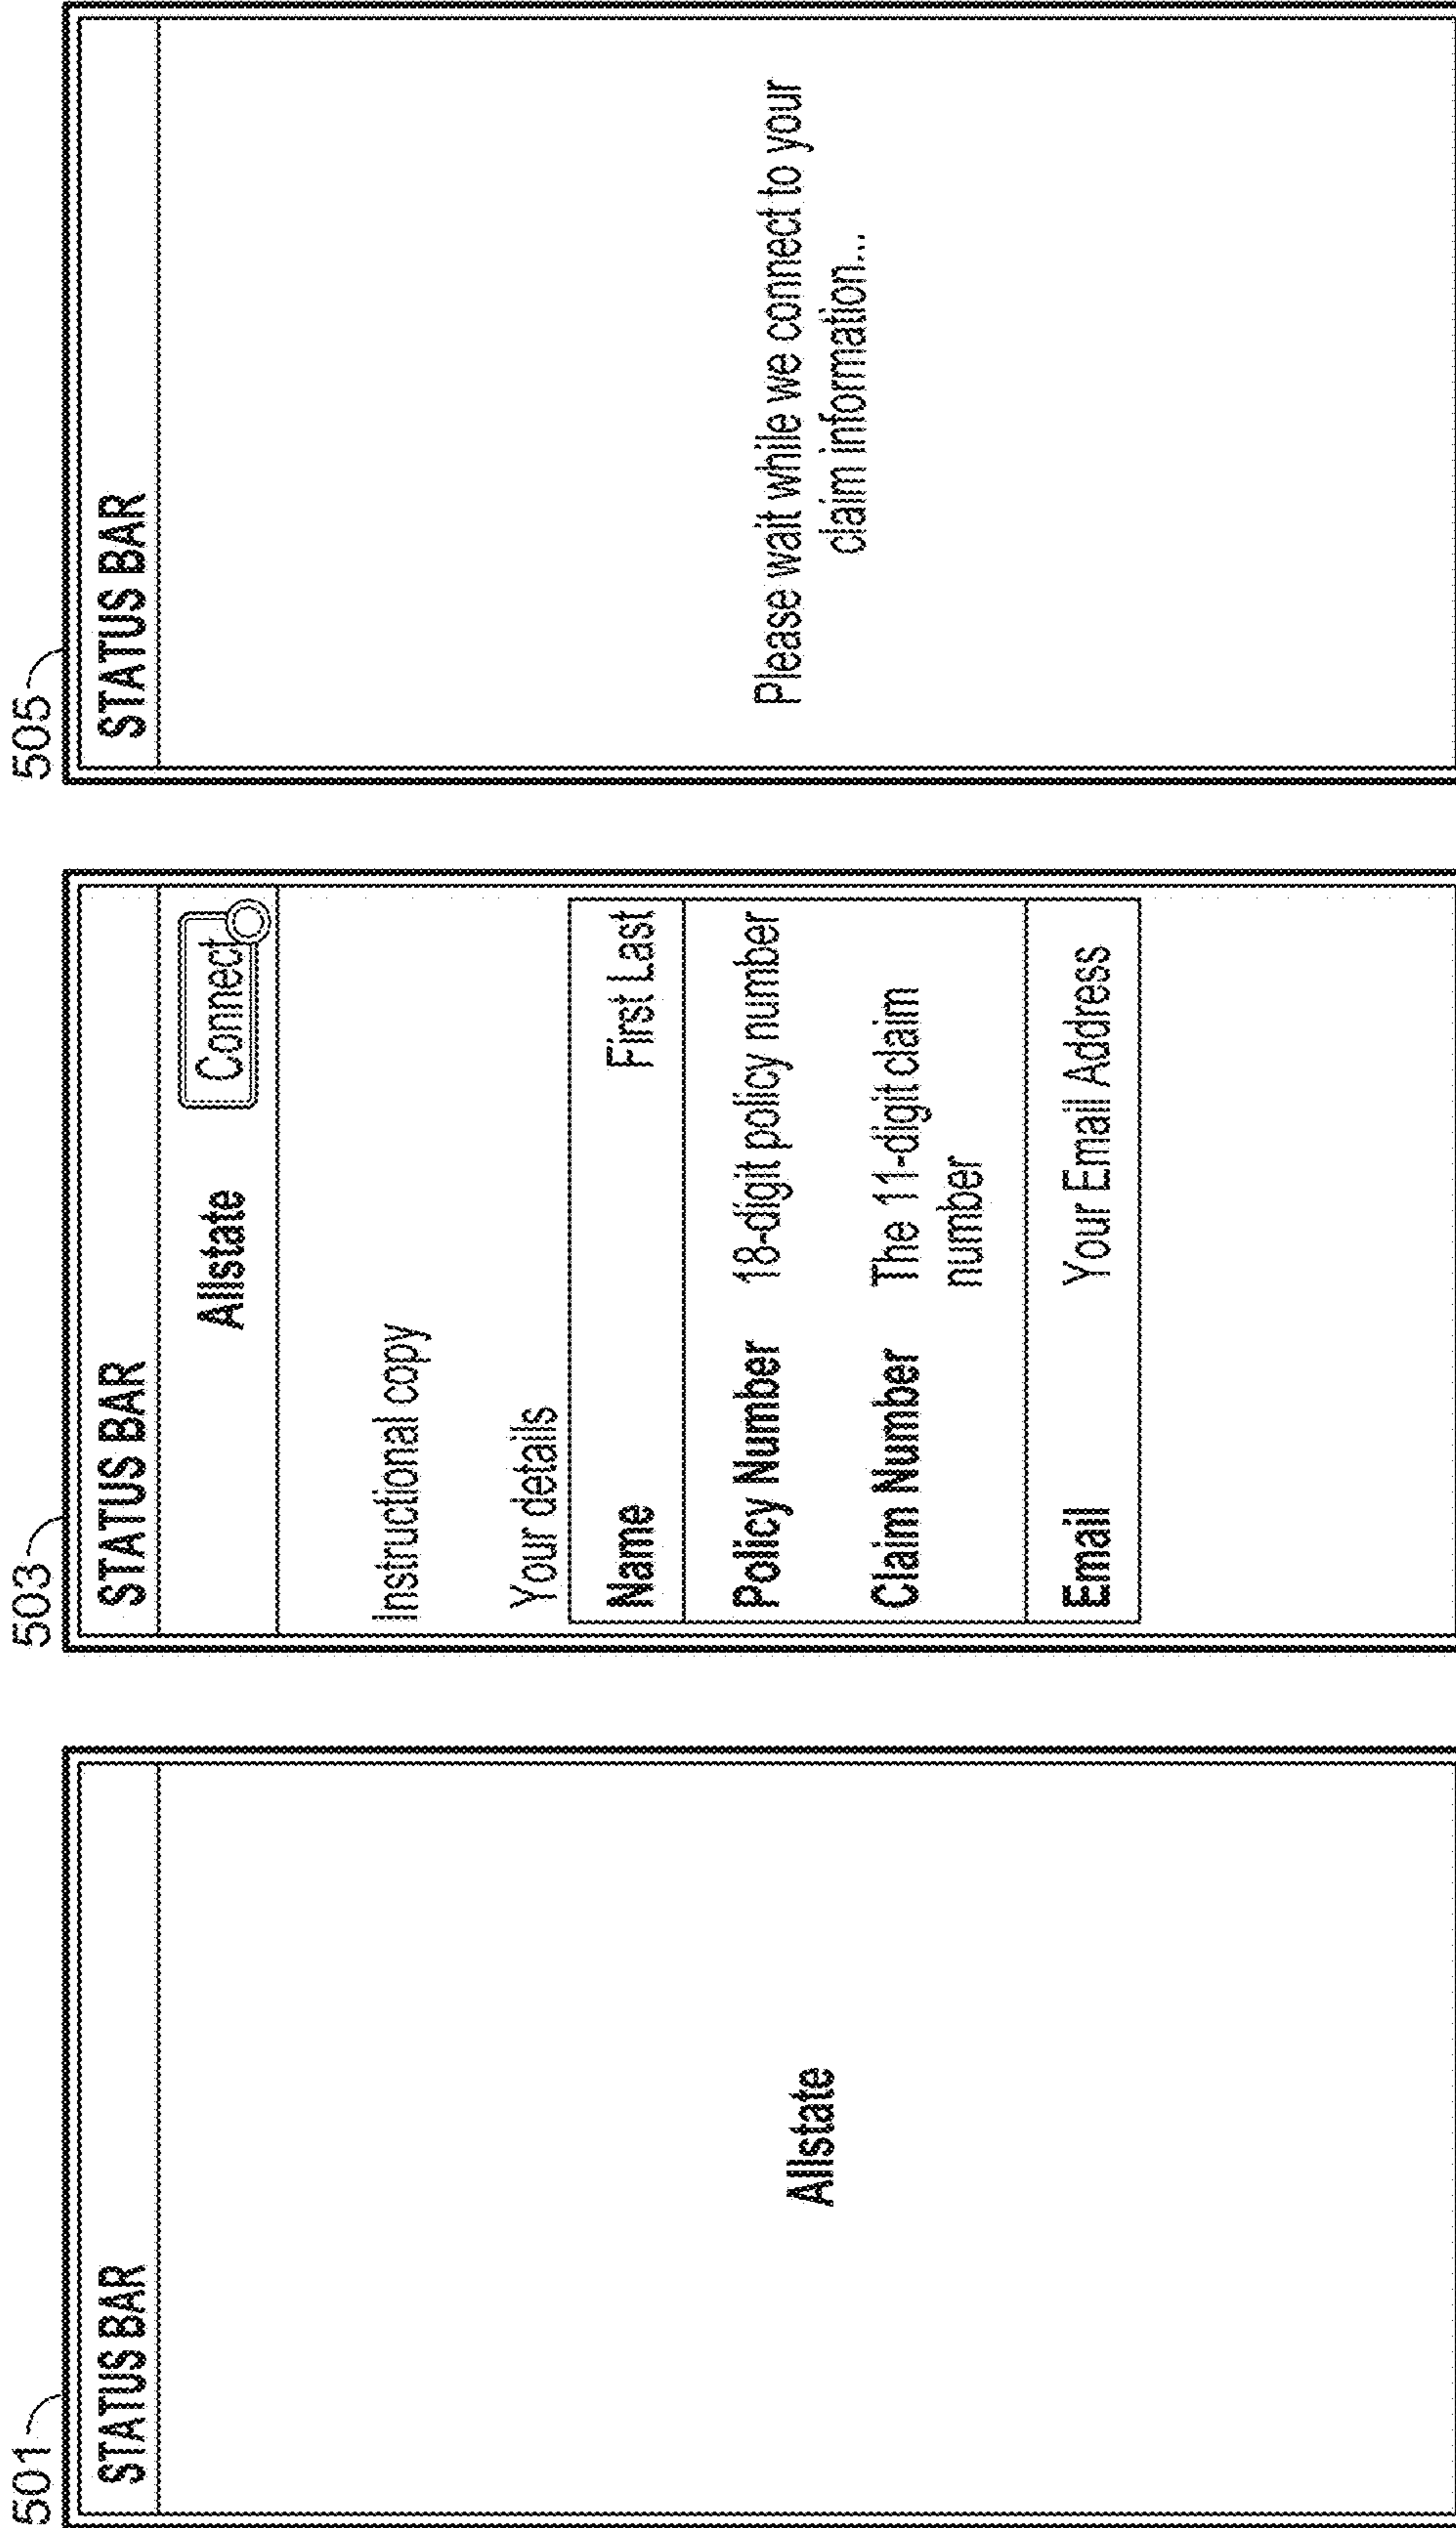 501
STATUS BAR
Allstate
503
STATUS BAR
Allstate
Connect
Instructional copy
Your details
Name First Last
Policy Number 18-digit policy number
Claim Number The 11-digit claim
number
Email Your Email Address
505
STATUS BAR
Please wait while we connect to your
claim information...